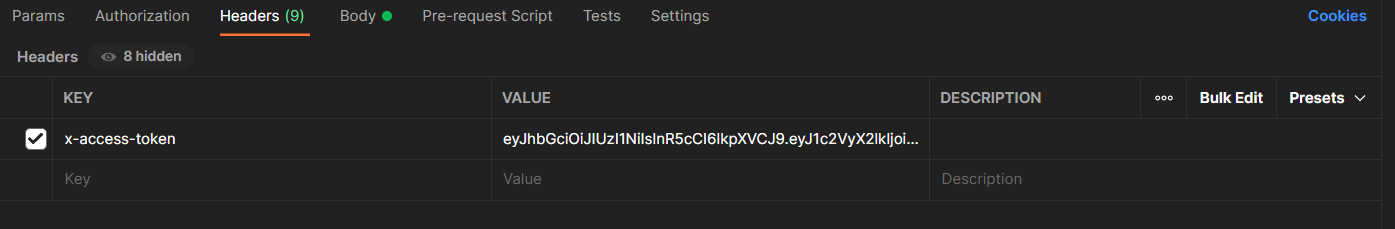 Params Authorization Headers (9) Body Pre-request Script Tests Settings Cookies
Headers 8 hidden
KEY VALUE DESCRIPTION Bulk Edit Presets
x-access-token eyJhbGciOiJIUzI1NiIsInR5cCI6IkpXVCJ9.eyJ1c2VyX2lkIjoi...
Key Value Description